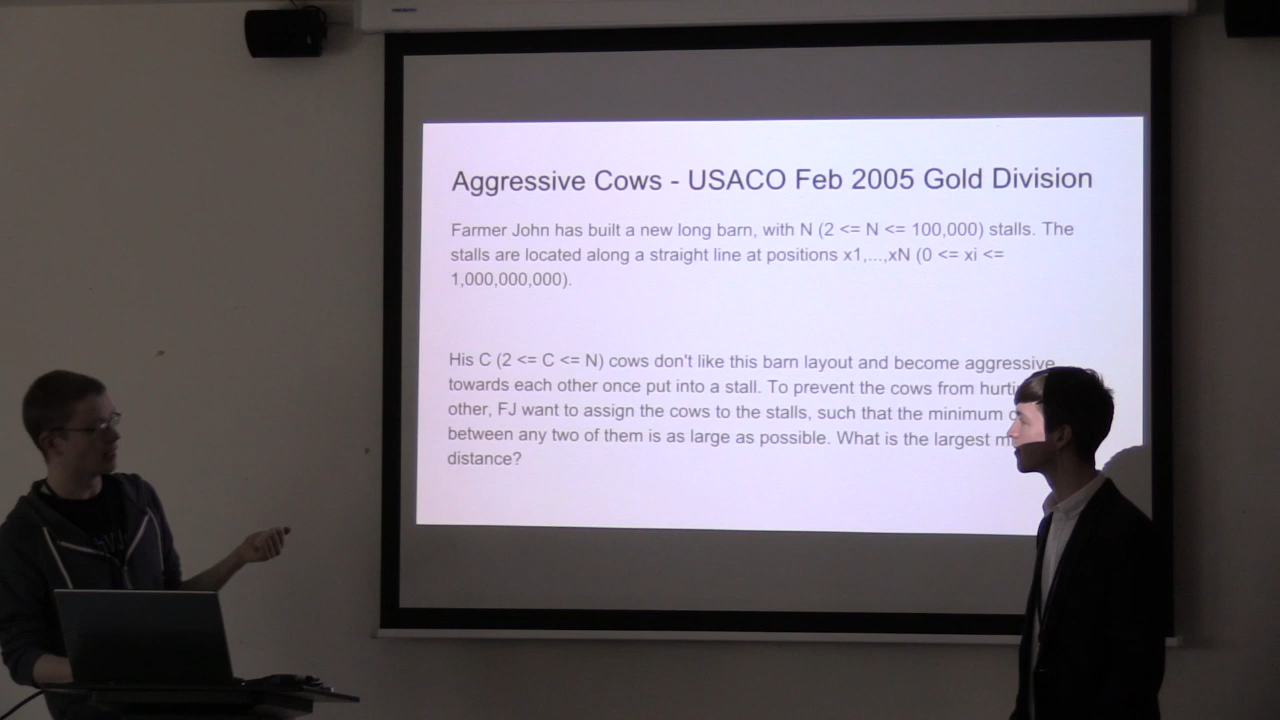 Aggressive Cows - USACO Feb 2005 Gold Division
Farmer John has built a new long barn, with N (2 <= N <= 100,000) stalls. The
stalls are located along a straight line at positions x1,...,xN (0 <= xi <=
1,000,000,000).
His C (2 <= C <= N) cows don't like this barn layout and become aggressive
towards each other once put into a stall. To prevent the cows from hurti
other, FJ want to assign the cows to the stalls, such that the minimum
between any two of them is as large as possible. What is the largest
distance?